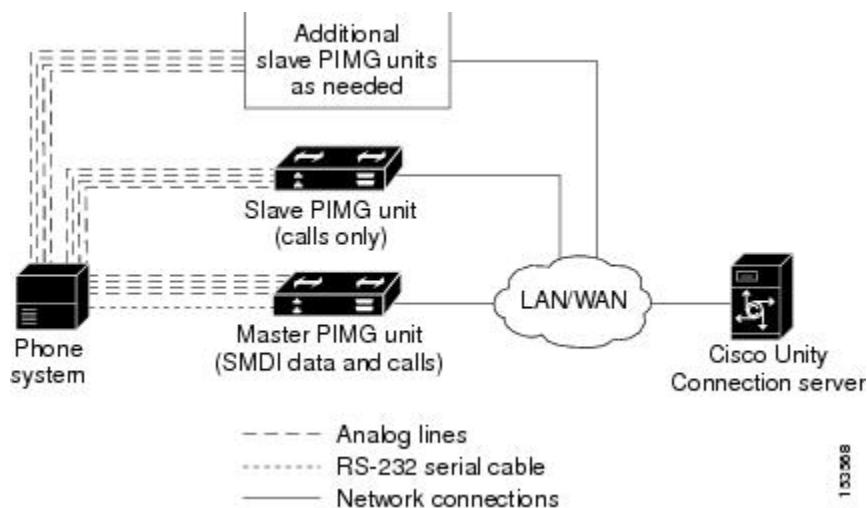 Additional
slave PIMG units
as needed
Slave PIMG unit
(calls only)
LAN/WAN
Phone
system
Master PIMG unit
(SMDI data and calls)
Cisco Unity
Connection server
Analog lines
RS-232 serial cable
Network connections
153568